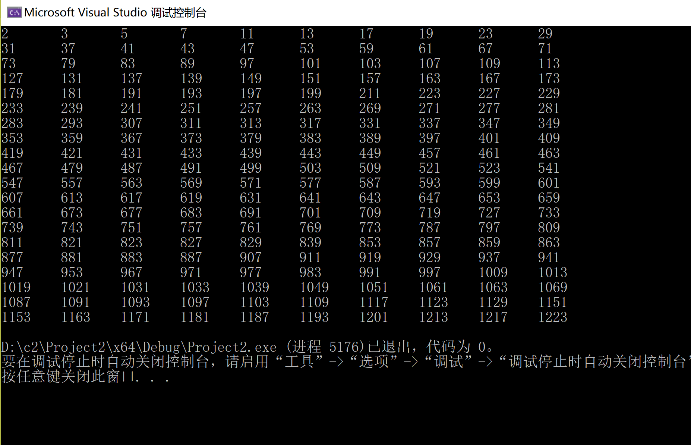 Microsoft Visual Studio 调试控制台
2 3 5 7 11 13 17 19 23 29
31 37 41 43 47 53 59 61 67 71
73 79 83 89 97 101 103 107 109 113
127 131 137 139 149 151 157 163 167 173
179 181 191 193 197 199 211 223 227 229
233 239 241 251 257 263 269 271 277 281
283 293 307 311 313 317 331 337 347 349
353 359 367 373 379 383 389 397 401 409
419 421 431 433 439 443 449 457 461 463
467 479 487 491 499 503 509 521 523 541
547 557 563 569 571 577 587 593 599 601
607 613 617 619 631 641 643 647 653 659
661 673 677 683 691 701 709 719 727 733
739 743 751 757 761 769 773 787 797 809
811 821 823 827 829 839 853 857 859 863
877 881 883 887 907 911 919 929 937 941
947 953 967 971 977 983 991 997 1009 1013
1019 1021 1031 1033 1039 1049 1051 1061 1063 1069
1087 1091 1093 1097 1103 1109 1117 1123 1129 1151
1153 1163 1171 1181 1187 1193 1201 1213 1217 1223
D:\c2\Project2\x64\Debug\Project2.exe (进程 5176)已退出，代码为 0。
要在调试停止时自动关闭控制台，请启用“工具”->“选项”->“调试”->“调试停止时自动关闭控制台”
按任意键关闭此窗口. . .